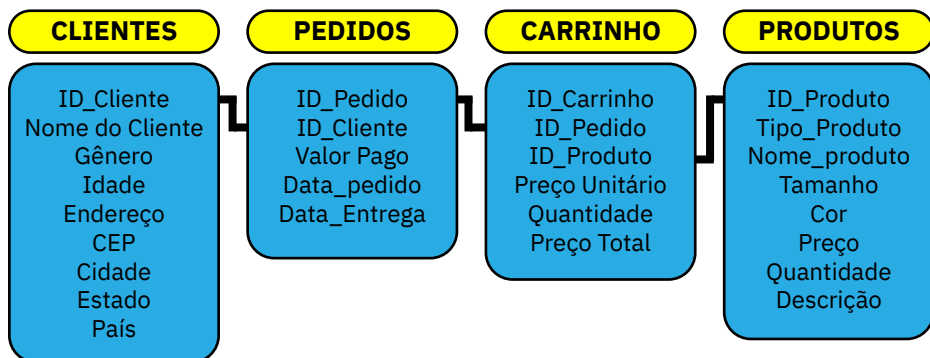 CLIENTES
ID_Cliente
Nome do Cliente
Gênero
Idade
Endereço
CEP
Cidade
Estado
País
PEDIDOS
ID_Pedido
ID_Cliente
Valor Pago
Data_pedido
Data_Entrega
CARRINHO
ID_Carrinho
ID_Pedido
ID_Produto
Preço Unitário
Quantidade
Preço Total
PRODUTOS
ID_Produto
Tipo_Produto
Nome_produto
Tamanho
Cor
Preço
Quantidade
Descrição